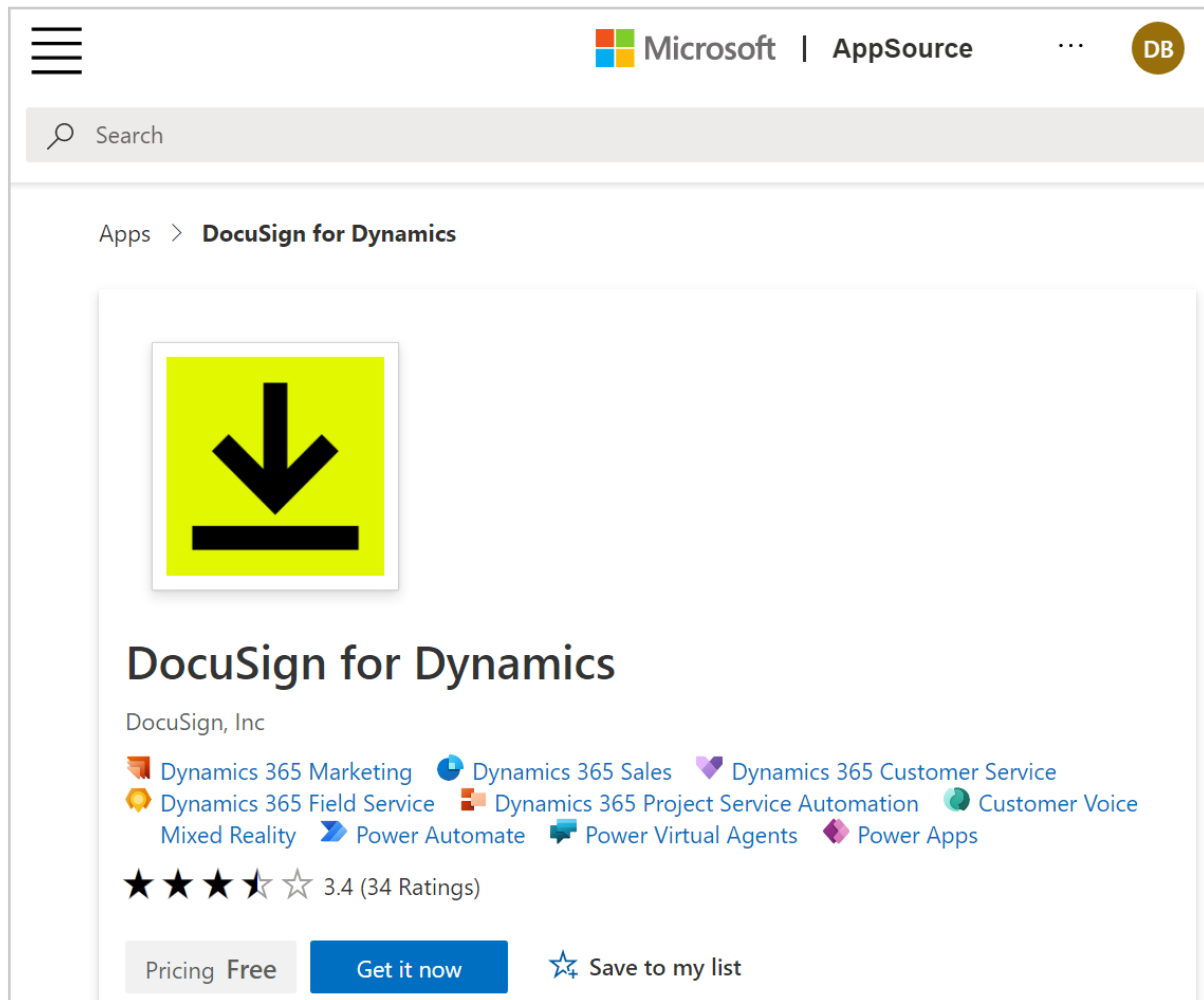 Microsoft | AppSource ... DB
Search
Apps > DocuSign for Dynamics
DocuSign for Dynamics
DocuSign, Inc
Dynamics 365 Marketing Dynamics 365 Sales Dynamics 365 Customer Service
Dynamics 365 Field Service Dynamics 365 Project Service Automation Customer Voice
Mixed Reality Power Automate Power Virtual Agents Power Apps
3.4 (34 Ratings)
Pricing Free Get it now Save to my list